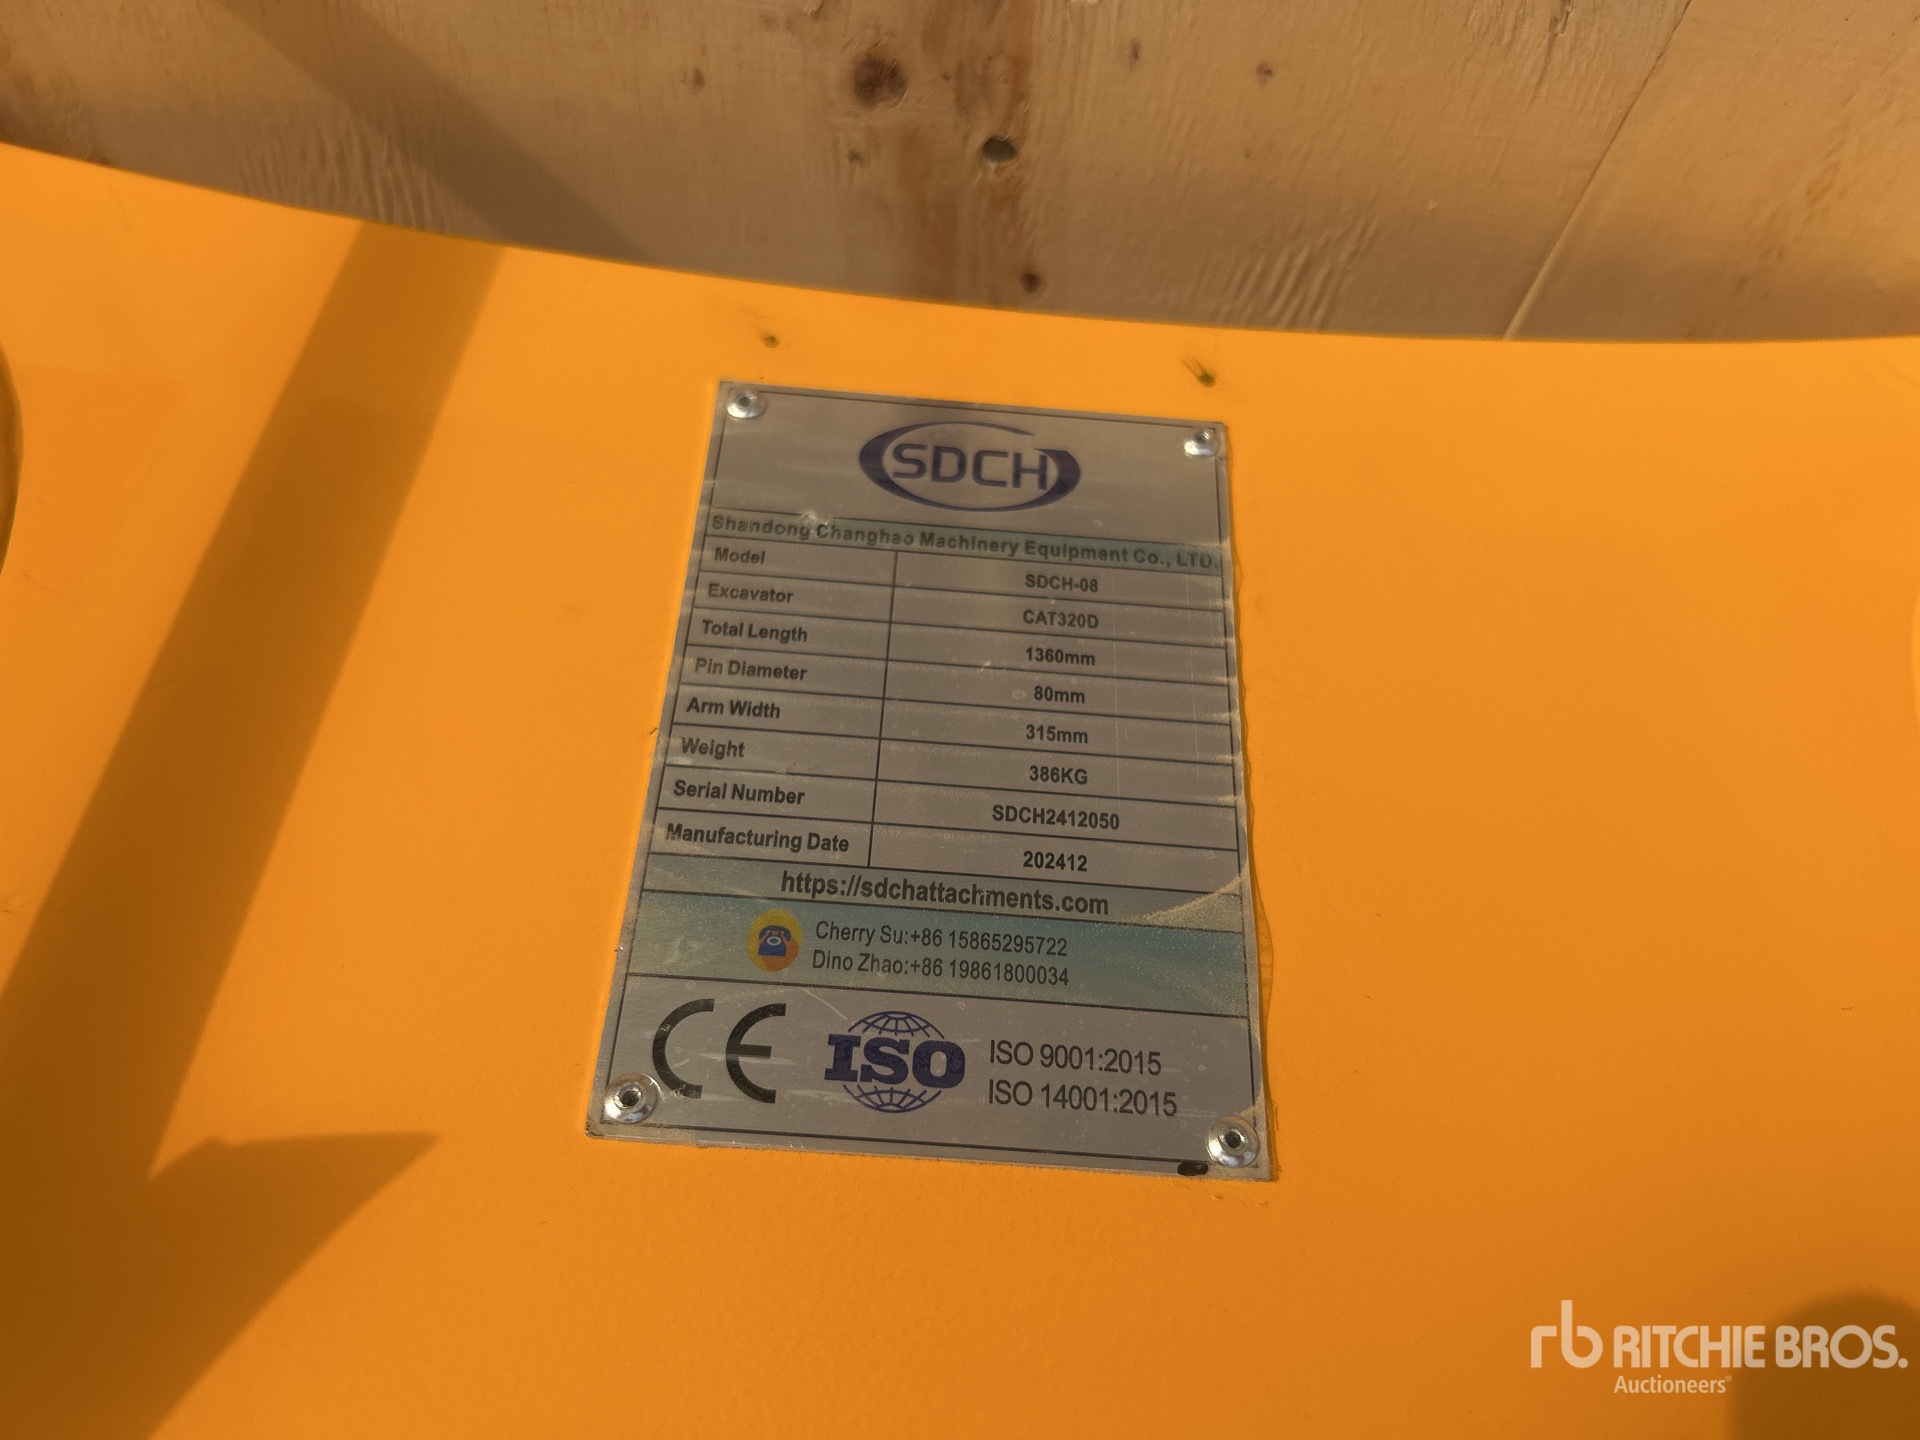 SDCH
Shandong Changhao Machinery Equipment Co., LTD.
Model SDCH-08
Excavator CAT320D
Total Length 1360mm
Pin Diameter 80mm
Arm Width 315mm
Weight 386KG
Serial Number SDCH2412050
Manufacturing Date 202412
https://sdchattachments.com
Cherry Su:+86 15865295722
Dino Zhao:+86 19861800034
CE ISO ISO 9001:2015
ISO 14001:2015
rb RITCHIE BROS.
Auctioneers